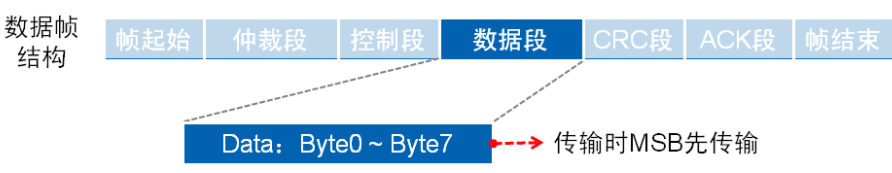 数据帧
结构
帧起始 仲裁段 控制段 数据段 CRC段 ACK段 帧结束
Data：Byte0 ~ Byte7
传输时MSB先传输